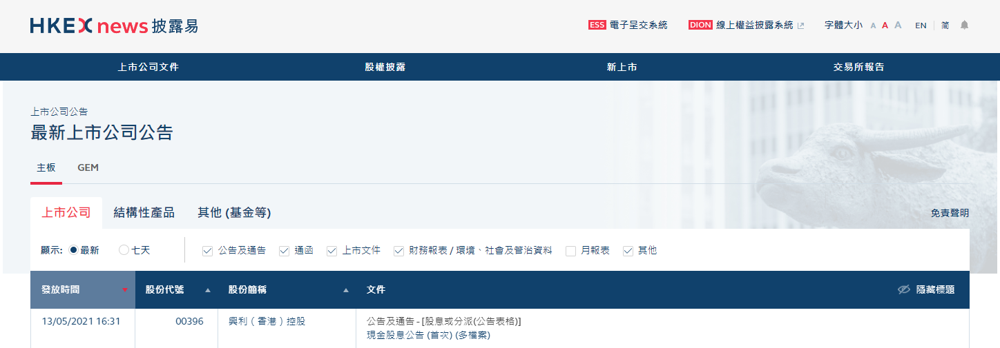 HKEX news 披露易
ESS 電子呈交系統 DION 線上權益披露系統 字體大小 A A A EN 简
上市公司文件 股權披露 新上市 交易所報告
上市公司公告
最新上市公司公告
主板 GEM
上市公司 結構性產品 其他 (基金等) 免責聲明
顯示: 最新 七天 公告及通告 通函 上市文件 財務報表 / 環境、社會及管治資料 月報表 其他
發放時間 股份代號 股份簡稱 文件 隱藏標題
13/05/2021 16:31 00396 興利（香港）控股 公告及通告 - [股息或分派(公告表格)]
現金股息公告 (首次) (多檔案)